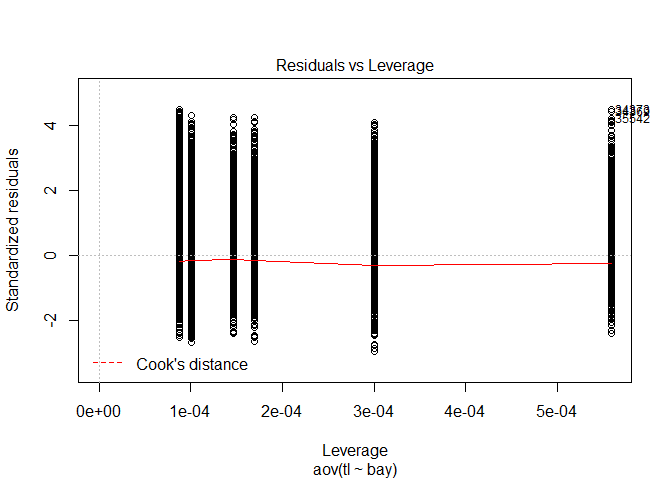 Residuals vs Leverage
Standardized residuals
4
2
0
-2
Cook's distance
35542
0e+00 1e-04 2e-04 3e-04 4e-04 5e-04
Leverage
aov(tl ~ bay)